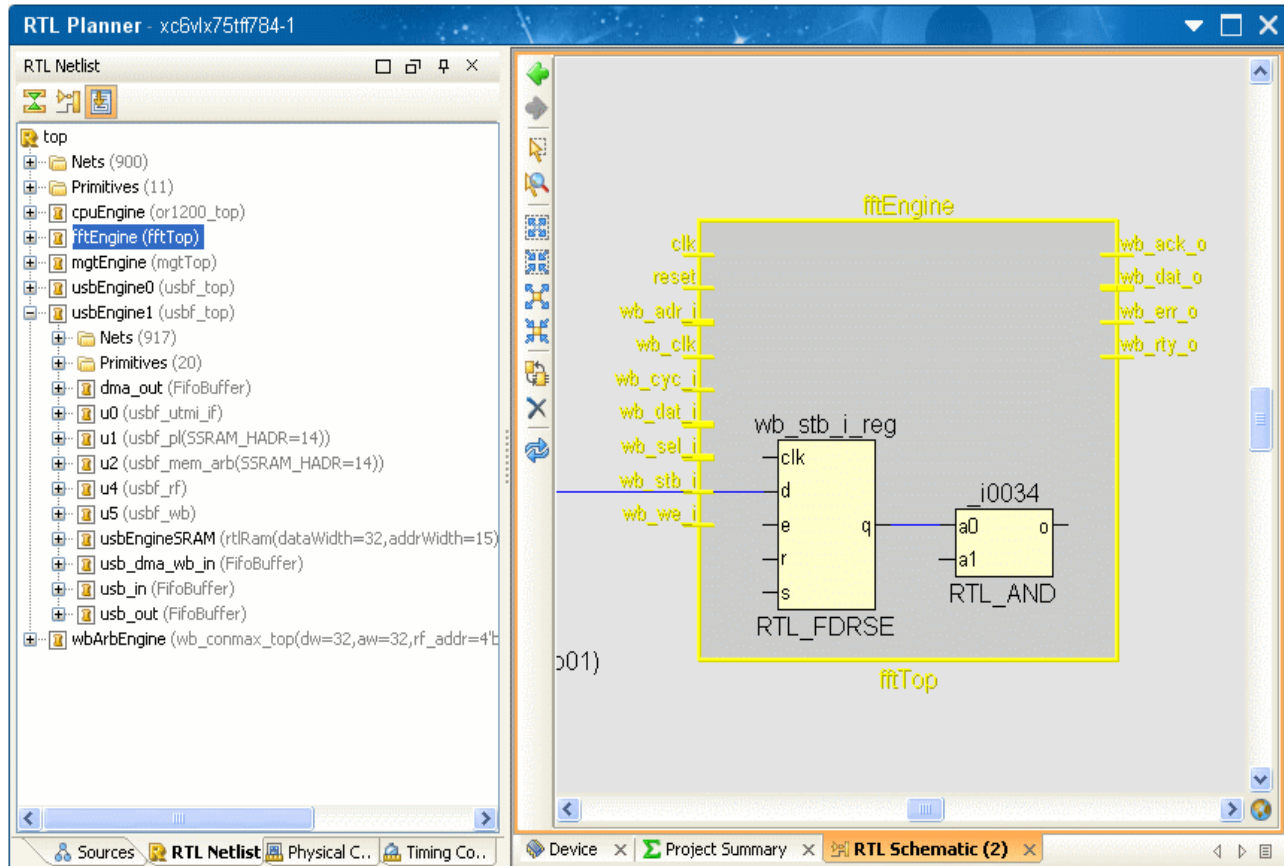 RTL Planner - xc6vlx75tff784-1
RTL Netlist
top
Nets (900)
Primitives (11)
cpuEngine (or1200_top)
fftEngine (fftTop)
mgtEngine (mgtTop)
usbEngine0 (usbf_top)
usbEngine1 (usbf_top)
Nets (917)
Primitives (20)
dma_out (FifoBuffer)
u0 (usbf_utmi_if)
u1 (usbf_pl(SSRAM_HADR=14))
u2 (usbf_mem_arb(SSRAM_HADR=14))
u4 (usbf_rf)
u5 (usbf_wb)
usbEngineSRAM (rtlRam(dataWidth=32,addrWidth=15)
usb_dma_wb_in (FifoBuffer)
usb_in (FifoBuffer)
usb_out (FifoBuffer)
wbArbEngine (wb_conmax_top(dw=32,aw=32,rf_addr=4'b
Sources
RTL Netlist
Physical C..
Timing Co..
fftEngine
clk
reset
wb_adr_i
wb_clk
wb_cyc_i
wb_dat_i
wb_sel_i
wb_stb_i
wb_we_i
wb_ack_o
wb_dat_o
wb_err_o
wb_rty_o
wb_stb_i_reg
clk
d
e
r
s
q
RTL_FDRSE
_i0034
a0
a1
o
RTL_AND
b01)
fftTop
Device
Project Summary
RTL Schematic (2)